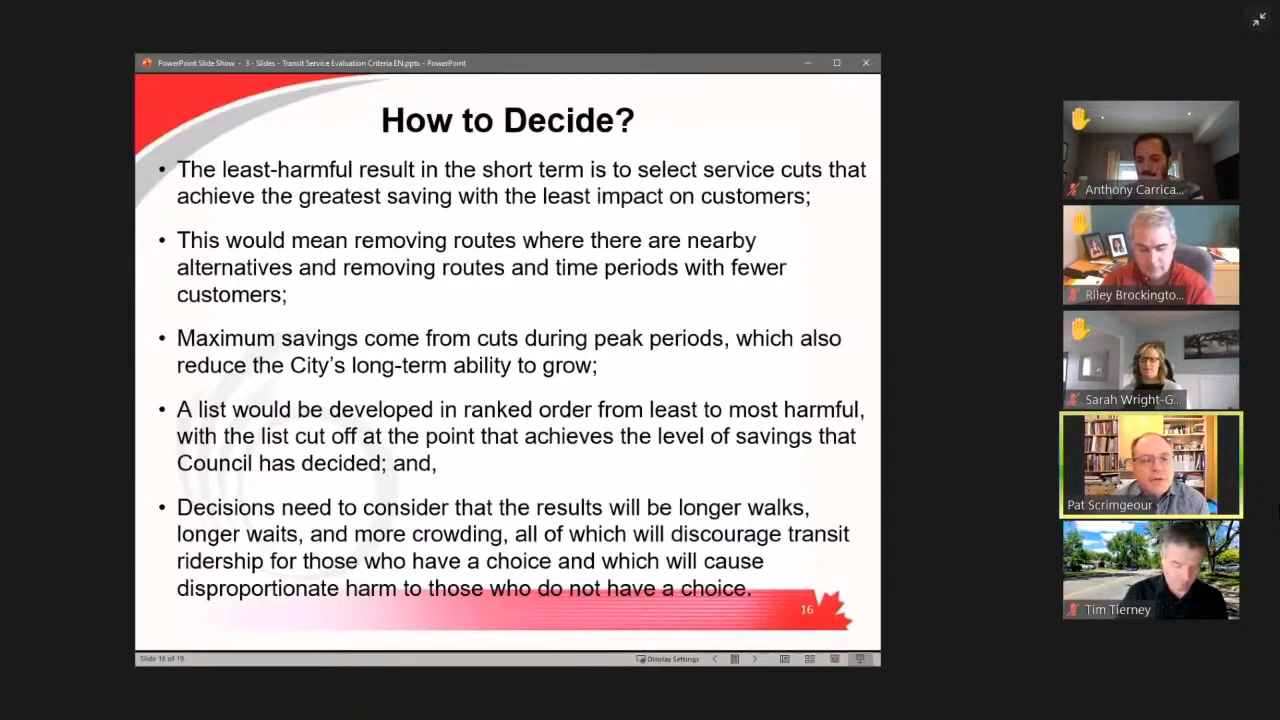 PowerPoint Slide Show - 3 - Slides - Transit Service Evaluation Criteria EN.ppts - PowerPoint
How to Decide?
• The least-harmful result in the short term is to select service cuts that
achieve the greatest saving with the least impact on customers;
• This would mean removing routes where there are nearby
alternatives and removing routes and time periods with fewer
customers;
• Maximum savings come from cuts during peak periods, which also
reduce the City's long-term ability to grow;
• A list would be developed in ranked order from least to most harmful,
with the list cut off at the point that achieves the level of savings that
Council has decided; and,
• Decisions need to consider that the results will be longer walks,
longer waits, and more crowding, all of which will discourage transit
ridership for those who have a choice and which will cause
disproportionate harm to those who do not have a choice.
16
Slide 16 of 19
Display Settings
Anthony Carrica...
Riley Brockingto...
Sarah Wright-G...
Pat Scrimgeour
Tim Tierney